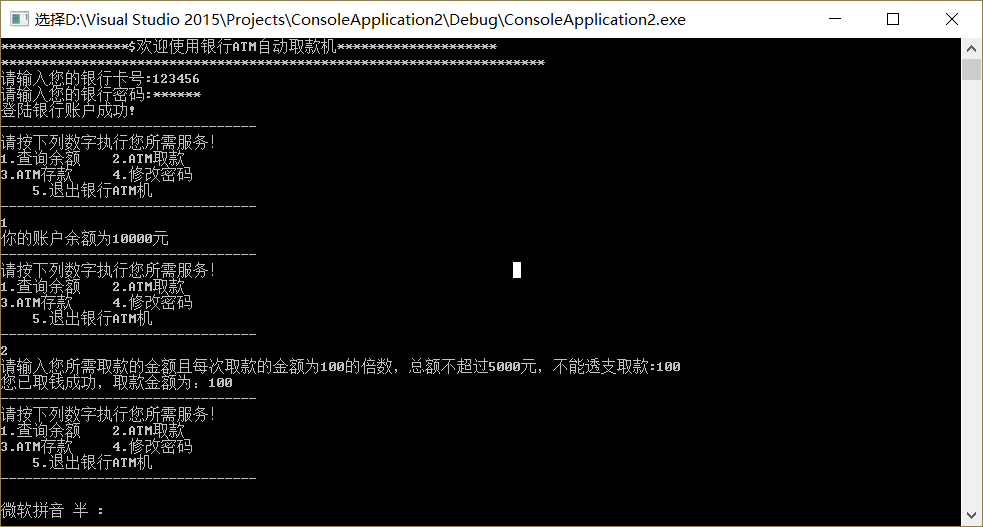 选择D:\Visual Studio 2015\Projects\ConsoleApplication2\Debug\ConsoleApplication2.exe
****************$欢迎使用银行ATM自动取款机********************
********************************************************************
请输入您的银行卡号:123456
请输入您的银行密码:******
登陆银行账户成功!
--------------------------------
请按下列数字执行您所需服务!
1.查询余额    2.ATM取款
3.ATM存款     4.修改密码
    5.退出银行ATM机
--------------------------------
1
你的账户余额为10000元
--------------------------------
请按下列数字执行您所需服务!
1.查询余额    2.ATM取款
3.ATM存款     4.修改密码
    5.退出银行ATM机
--------------------------------
2
请输入您所需取款的金额且每次取款的金额为100的倍数，总额不超过5000元，不能透支取款:100
您已取钱成功，取款金额为：100
--------------------------------
请按下列数字执行您所需服务!
1.查询余额    2.ATM取款
3.ATM存款     4.修改密码
    5.退出银行ATM机
--------------------------------
微软拼音 半 :